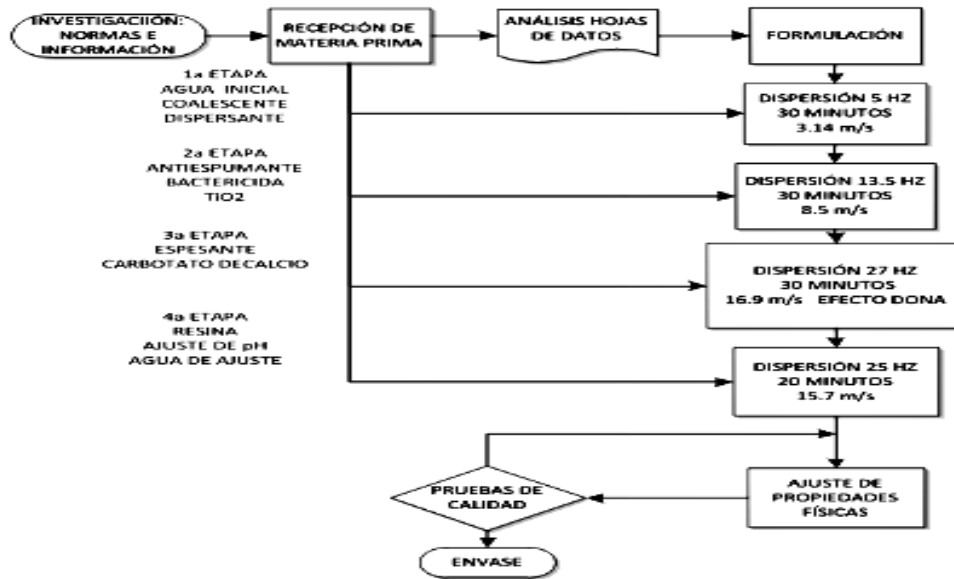 INVESTIGACIÓN:
NORMAS E
INFORMACIÓN
RECEPCIÓN DE
MATERIA PRIMA
ANÁLISIS HOJAS
DE DATOS
FORMULACIÓN
1a ETAPA
AGUA INICIAL
COALESCENTE
DISPERSANTE
DISPERSIÓN 5 HZ
30 MINUTOS
3.14 m/s
2a ETAPA
ANTIESPUMANTE
BACTERICIDA
TIO2
DISPERSIÓN 13.5 HZ
30 MINUTOS
8.5 m/s
3a ETAPA
ESPESANTE
CARBOTATO DECALCIO
DISPERSIÓN 27 HZ
30 MINUTOS
16.9 m/s EFECTO DONA
4a ETAPA
RESINA
AJUSTE DE pH
AGUA DE AJUSTE
DISPERSIÓN 25 HZ
20 MINUTOS
15.7 m/s
AJUSTE DE
PROPIEDADES
FÍSICAS
PRUEBAS DE
CALIDAD
ENVASE